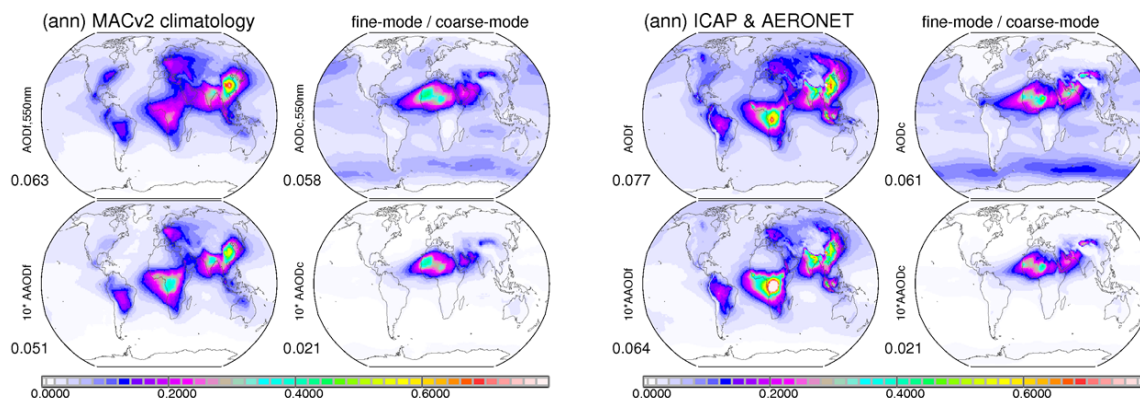 (ann) MACv2 climatology
fine-mode / coarse-mode
(ann) ICAP & AERONET
fine-mode / coarse-mode
AODf,550nm
0.063
AODc,550nm
0.058
AODf
0.077
AODc
0.061
10*AAODf
0.051
10*AAODc
0.021
10*AAODf
0.064
10*AAODc
0.021
0.0000 0.2000 0.4000 0.6000
0.0000 0.2000 0.4000 0.6000